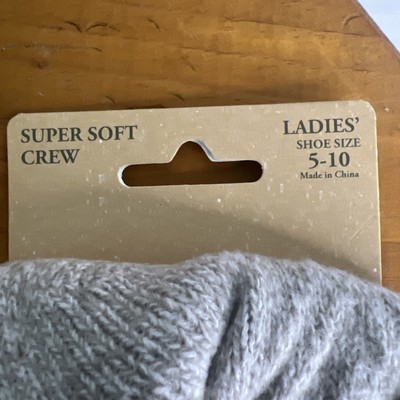 SUPER SOFT
CREW
LADIES’
SHOE SIZE
5-10
Made in China